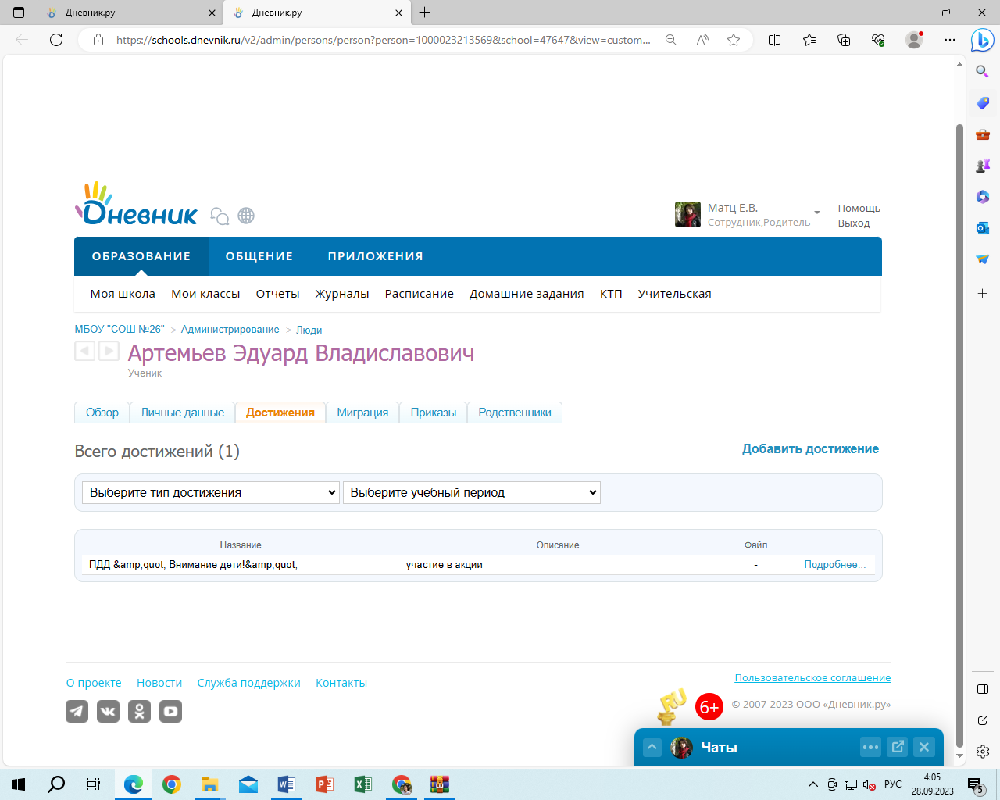 Дневник.ру
Дневник.ру
https://schools.dnevnik.ru/v2/admin/persons/person?person=1000023213569&school=47647&view=custom...
Дневник
Матц Е.В.
Сотрудник,Родитель
Помощь
Выход
ОБРАЗОВАНИЕ ОБЩЕНИЕ ПРИЛОЖЕНИЯ
Моя школа Мои классы Отчеты Журналы Расписание Домашние задания КТП Учительская
МБОУ "СОШ №26" > Администрирование > Люди
Артемьев Эдуард Владиславович
Ученик
Обзор Личные данные Достижения Миграция Приказы Родственники
Всего достижений (1) Добавить достижение
Выберите тип достижения Выберите учебный период
Название Описание Файл
ПДД &amp;quot; Внимание дети!&amp;quot; участие в акции - Подробнее...
О проекте Новости Служба поддержки Контакты
Пользовательское соглашение
RU 6+ © 2007-2023 ООО «Дневник.ру»
Чаты
РУС
4:05
28.09.2023
5